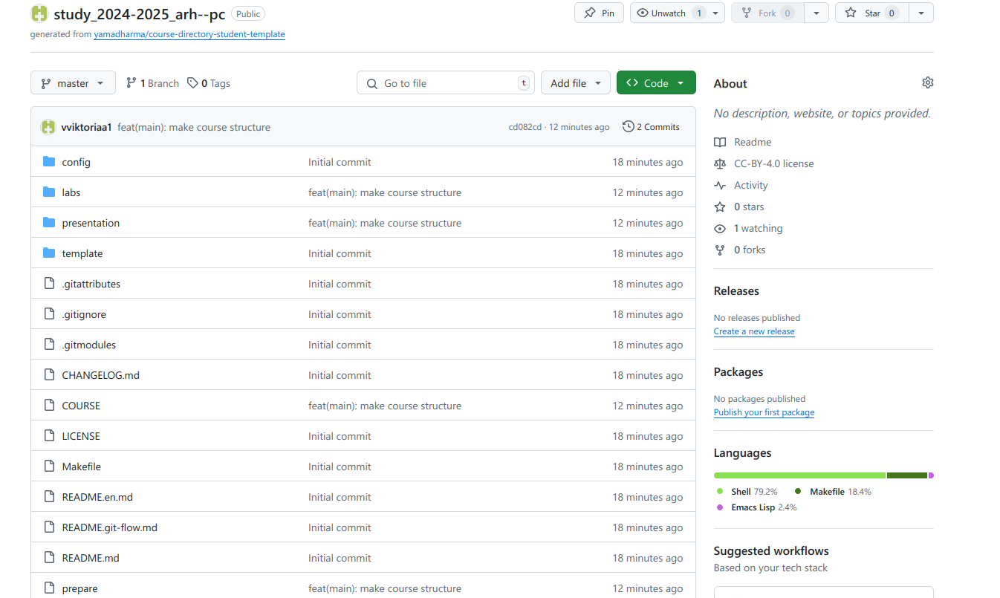 study_2024-2025_arh--pc Public
Pin
Unwatch 1
Fork 0
Star 0
generated from yamadharma/course-directory-student-template
master
1 Branch
0 Tags
Go to file t
Add file
Code
vviktoriaa1 feat(main): make course structure cd082cd · 12 minutes ago 2 Commits
config Initial commit 18 minutes ago
labs feat(main): make course structure 12 minutes ago
presentation feat(main): make course structure 12 minutes ago
template Initial commit 18 minutes ago
.gitattributes Initial commit 18 minutes ago
.gitignore Initial commit 18 minutes ago
.gitmodules Initial commit 18 minutes ago
CHANGELOG.md Initial commit 18 minutes ago
COURSE feat(main): make course structure 12 minutes ago
LICENSE Initial commit 18 minutes ago
Makefile Initial commit 18 minutes ago
README.en.md Initial commit 18 minutes ago
README.git-flow.md Initial commit 18 minutes ago
README.md Initial commit 18 minutes ago
prepare feat(main): make course structure 12 minutes ago
About
No description, website, or topics provided.
Readme
CC-BY-4.0 license
Activity
0 stars
1 watching
0 forks
Releases
No releases published
Create a new release
Packages
No packages published
Publish your first package
Languages
Shell 79.2% Makefile 18.4%
Emacs Lisp 2.4%
Suggested workflows
Based on your tech stack